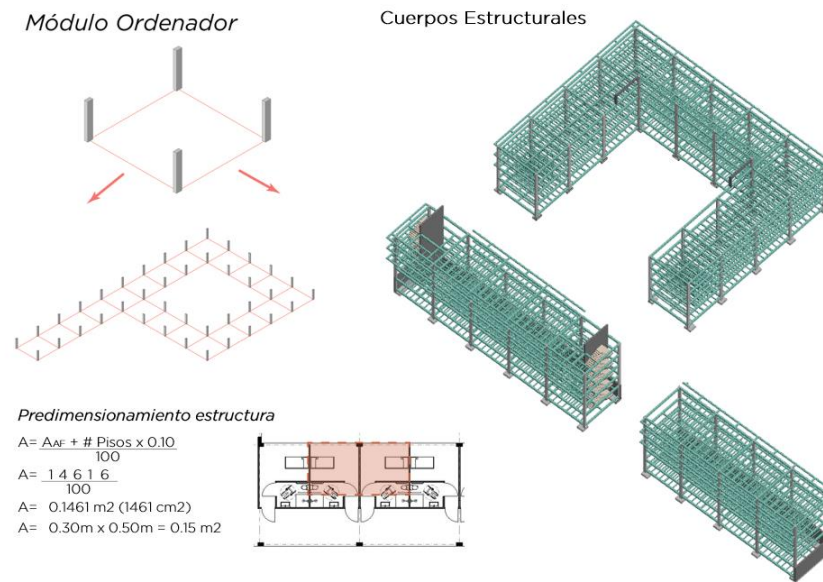 Módulo Ordenador
Cuerpos Estructurales
Predimensionamiento estructura
A= AAF + # Pisos x 0.10
100
A= 1 4 6 1 6
100
A= 0.1461 m2 (1461 cm2)
A= 0.30m x 0.50m = 0.15 m2